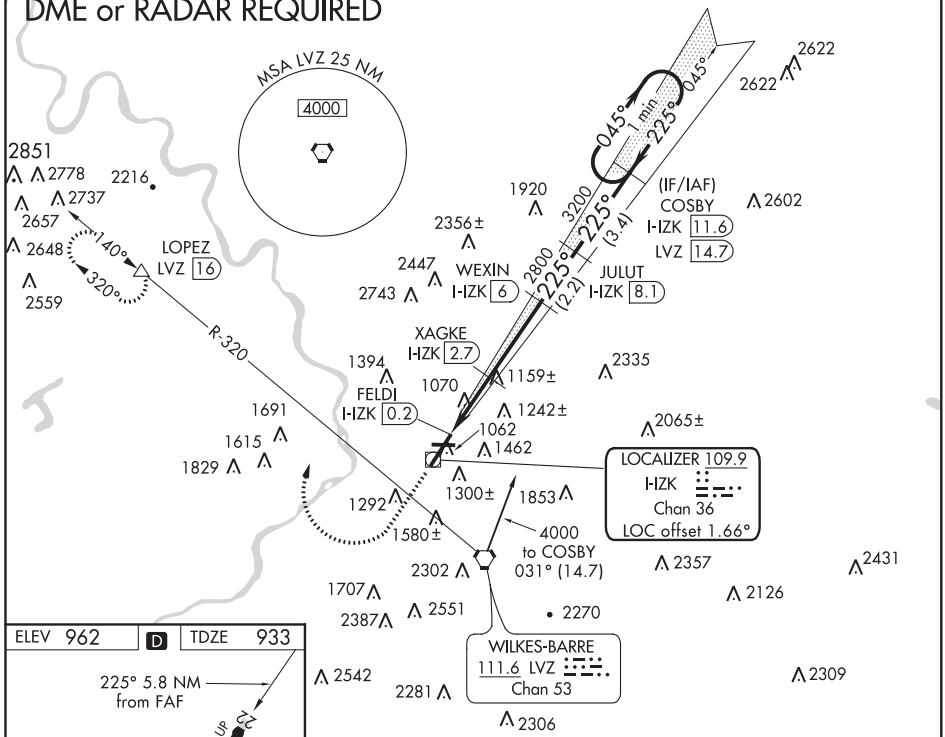 DME or RADAR REQUIRED
MSA LVZ 25 NM
4000
2622
2622
045°
045°
1 min
225°
2851
2778
2737
2657
2648
2559
2216
140°
320°
LOPEZ
LVZ 16
R-320
1920
2356±
2447
2743
3200
225°
(3.4)
(IF/IAF)
COSBY
I-IZK 11.6
LVZ 14.7
2602
WEXIN
I-IZK 6
2800
225°
(2.2)
JULUT
I-IZK 8.1
XAGKE
I-IZK 2.7
1394
1070
1159±
2335
FELDI
I-IZK 0.2
1242±
1062
1462
2065±
1691
1615
1829
1292
1300±
1580±
1853
LOCALIZER 109.9
I-IZK
Chan 36
LOC offset 1.66°
4000
to COSBY
031° (14.7)
2302
2357
2431
1707
2387
2551
2270
2126
WILKES-BARRE
111.6 LVZ
Chan 53
2542
2281
2306
2309
ELEV 962 D TDZE 933
225° 5.8 NM
from FAF
22
UP